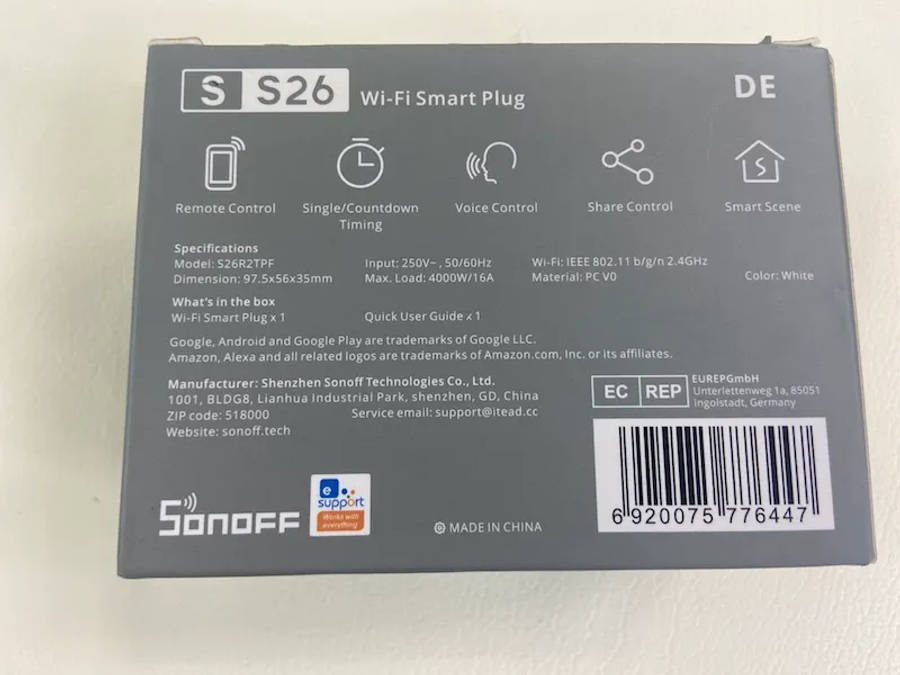 S S26 Wi-Fi Smart Plug DE
Remote Control
Single/Countdown
Timing
Voice Control
Share Control
Smart Scene
Specifications
Model: S26R2TPF Input: 250V~, 50/60Hz Wi-Fi: IEEE 802.11 b/g/n 2.4GHz
Dimension: 97.5x56x35mm Max. Load: 4000W/16A Material: PC V0 Color: White
What's in the box
Wi-Fi Smart Plug x 1 Quick User Guide x 1
Google, Android and Google Play are trademarks of Google LLC.
Amazon, Alexa and all related logos are trademarks of Amazon.com, Inc. or its affiliates.
Manufacturer: Shenzhen Sonoff Technologies Co., Ltd.
1001, BLDG8, Lianhua Industrial Park, shenzhen, GD, China
ZIP code: 518000 Service email: support@itead.cc
Website: sonoff.tech
EC REP
EUREPGmbH
Unterlettenweg 1a, 85051
Ingolstadt, Germany
6 920075 776447
SONOFF
e
support
Works with
everything
MADE IN CHINA